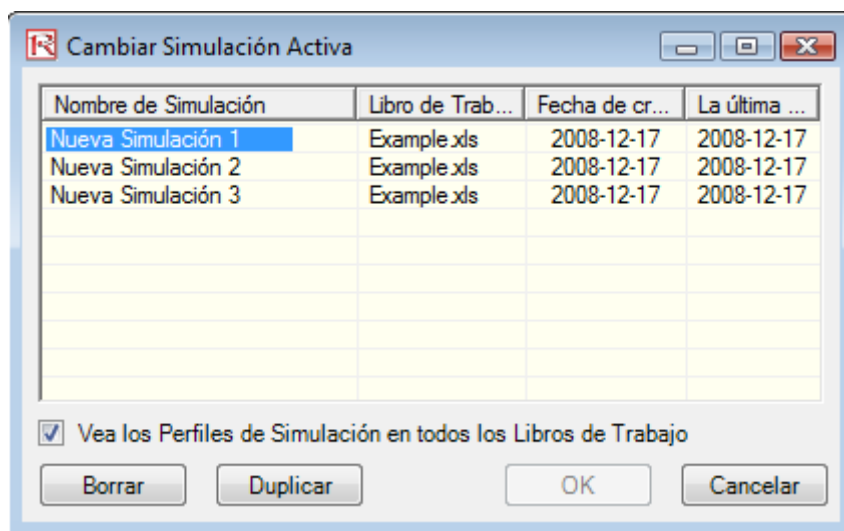 Cambiar Simulación Activa
Nombre de Simulación Libro de Trab... Fecha de cr... La última ...
Nueva Simulación 1 Example.xls 2008-12-17 2008-12-17
Nueva Simulación 2 Example.xls 2008-12-17 2008-12-17
Nueva Simulación 3 Example.xls 2008-12-17 2008-12-17
Vea los Perfiles de Simulación en todos los Libros de Trabajo
Borrar Duplicar OK Cancelar